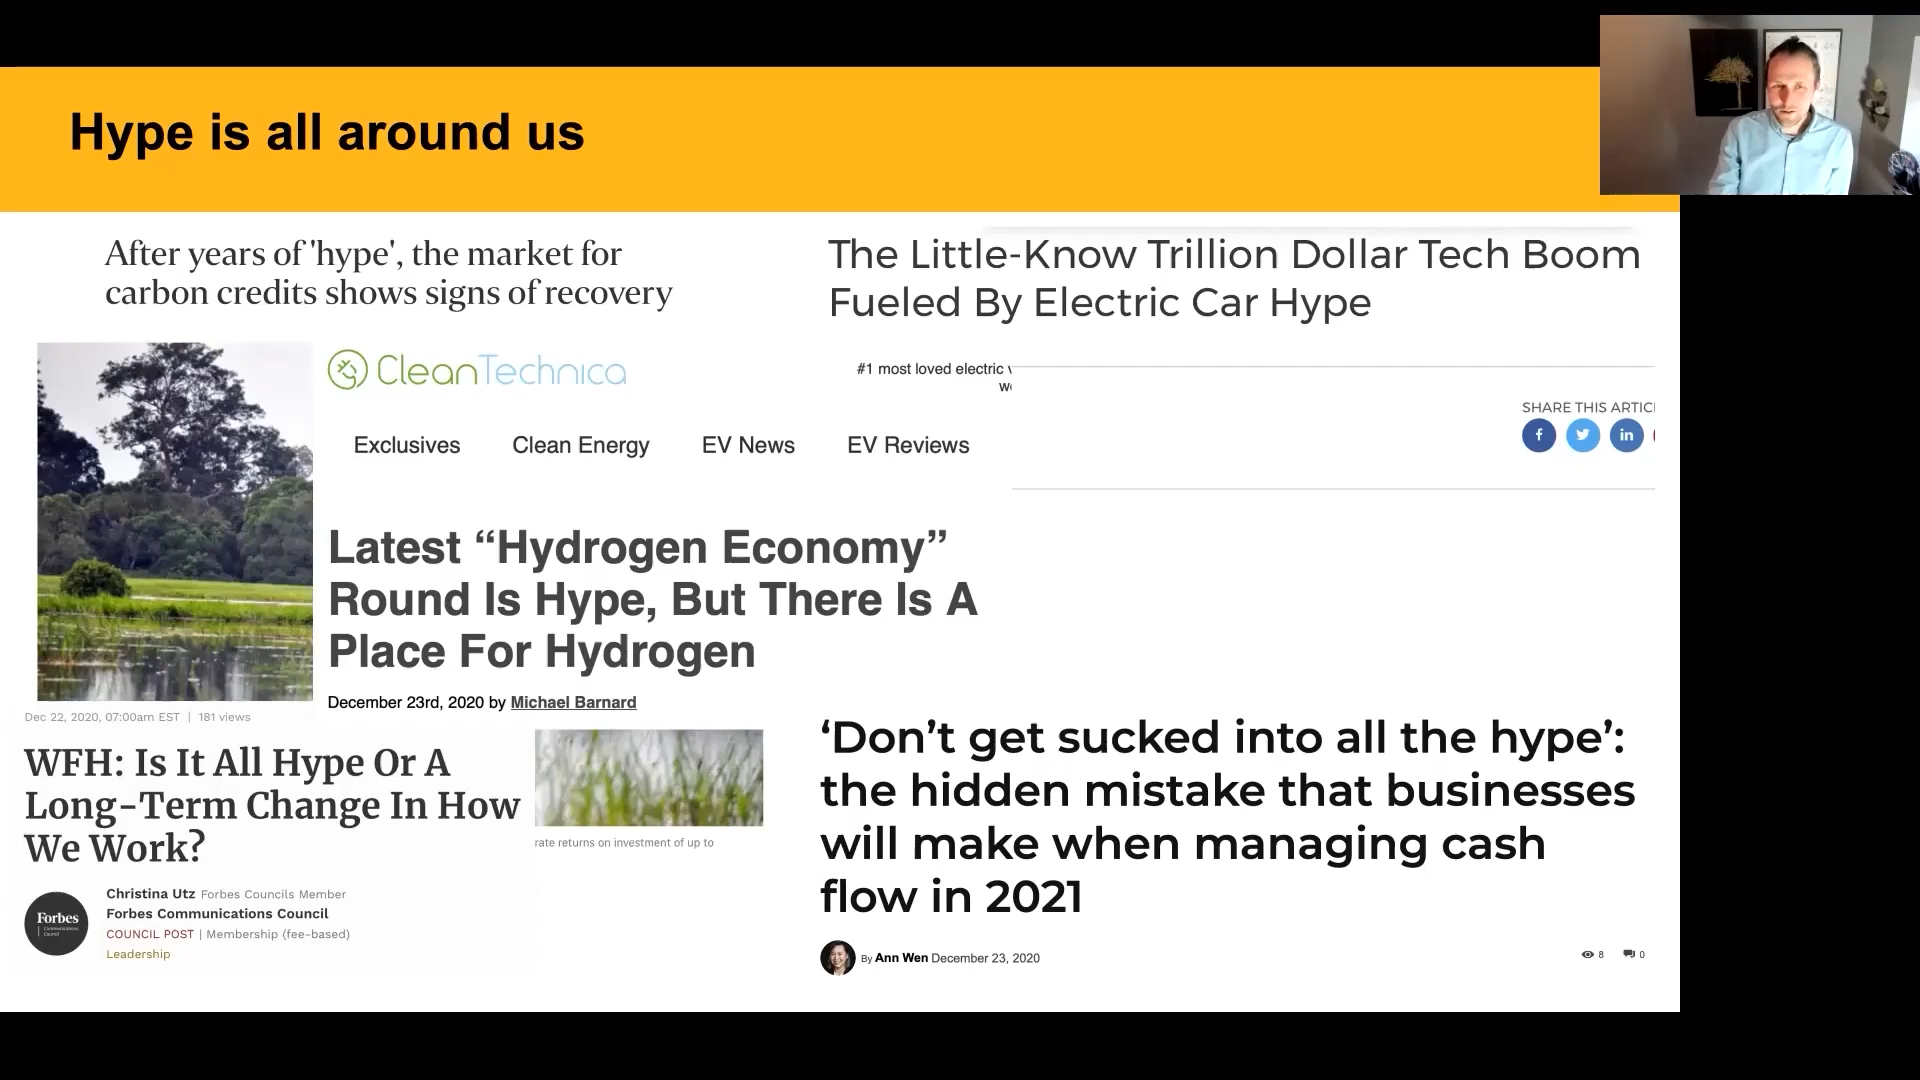 Hype is all around us
After years of 'hype', the market for
carbon credits shows signs of recovery
The Little-Know Trillion Dollar Tech Boom
Fueled By Electric Car Hype
CleanTechnica
#1 most loved electric
Exclusives Clean Energy EV News EV Reviews
SHARE THIS ARTICL
Latest “Hydrogen Economy”
Round Is Hype, But There Is A
Place For Hydrogen
December 23rd, 2020 by Michael Barnard
Dec 22, 2020, 07:00am EST | 181 views
WFH: Is It All Hype Or A
Long-Term Change In How
We Work?
rate returns on investment of up to
Forbes
Communications
Council
Christina Utz Forbes Councils Member
Forbes Communications Council
COUNCIL POST | Membership (fee-based)
Leadership
‘Don’t get sucked into all the hype’:
the hidden mistake that businesses
will make when managing cash
flow in 2021
By Ann Wen December 23, 2020
8 0